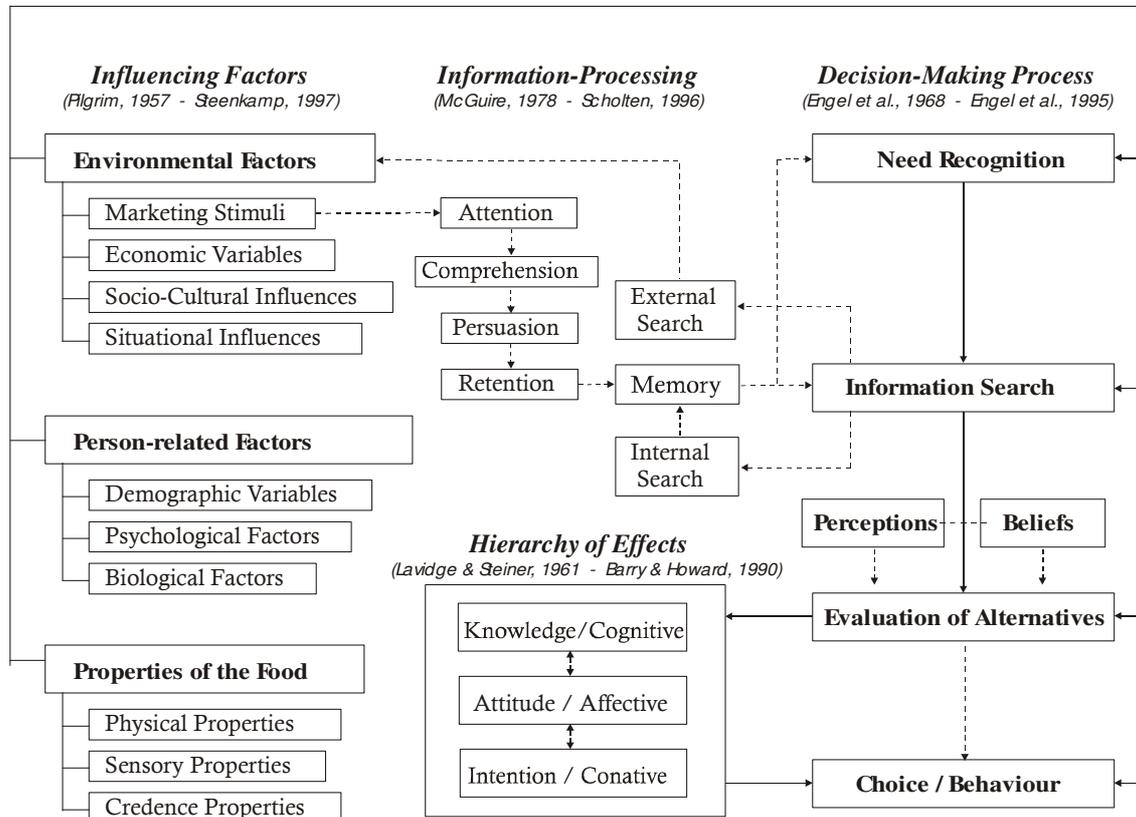 Influencing Factors
(Pilgrim, 1957 - Steenkamp, 1997)
Environmental Factors
Marketing Stimuli
Economic Variables
Socio-Cultural Influences
Situational Influences
Person-related Factors
Demographic Variables
Psychological Factors
Biological Factors
Properties of the Food
Physical Properties
Sensory Properties
Credence Properties
Information-Processing
(McGuire, 1978 - Scholten, 1996)
Attention
Comprehension
Persuasion
Retention
External
Search
Memory
Internal
Search
Hierarchy of Effects
(Lavidge & Steiner, 1961 - Barry & Howard, 1990)
Knowledge/Cognitive
Attitude / Affective
Intention / Conative
Decision-Making Process
(Engel et al., 1968 - Engel et al., 1995)
Need Recognition
Information Search
Perceptions
Beliefs
Evaluation of Alternatives
Choice / Behaviour